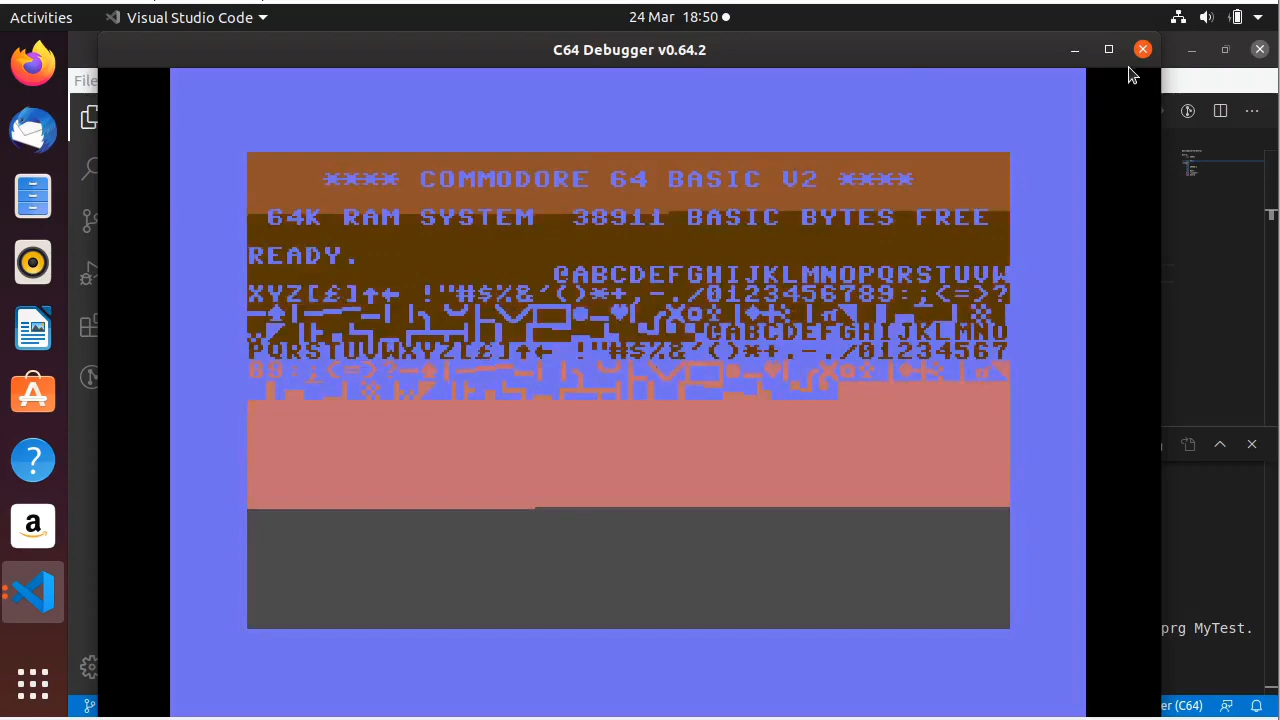 Activities
Visual Studio Code
24 Mar 18:50
C64 Debugger v0.64.2
File
**** COMMODORE 64 BASIC V2 ****
64K RAM SYSTEM 38911 BASIC BYTES FREE
READY.
@ABCDEFGHIJKLMNOPQRSTUVW
XYZ[£]↑← !"#$%&'()*+,-./0123456789:;<=>?
@ABCDEFGHIJKLMNO
PQRSTUVWXYZ[£]↑← !"#$%&'()*+,-./01234567
89:;<=>?
prg MyTest.
er (C64)